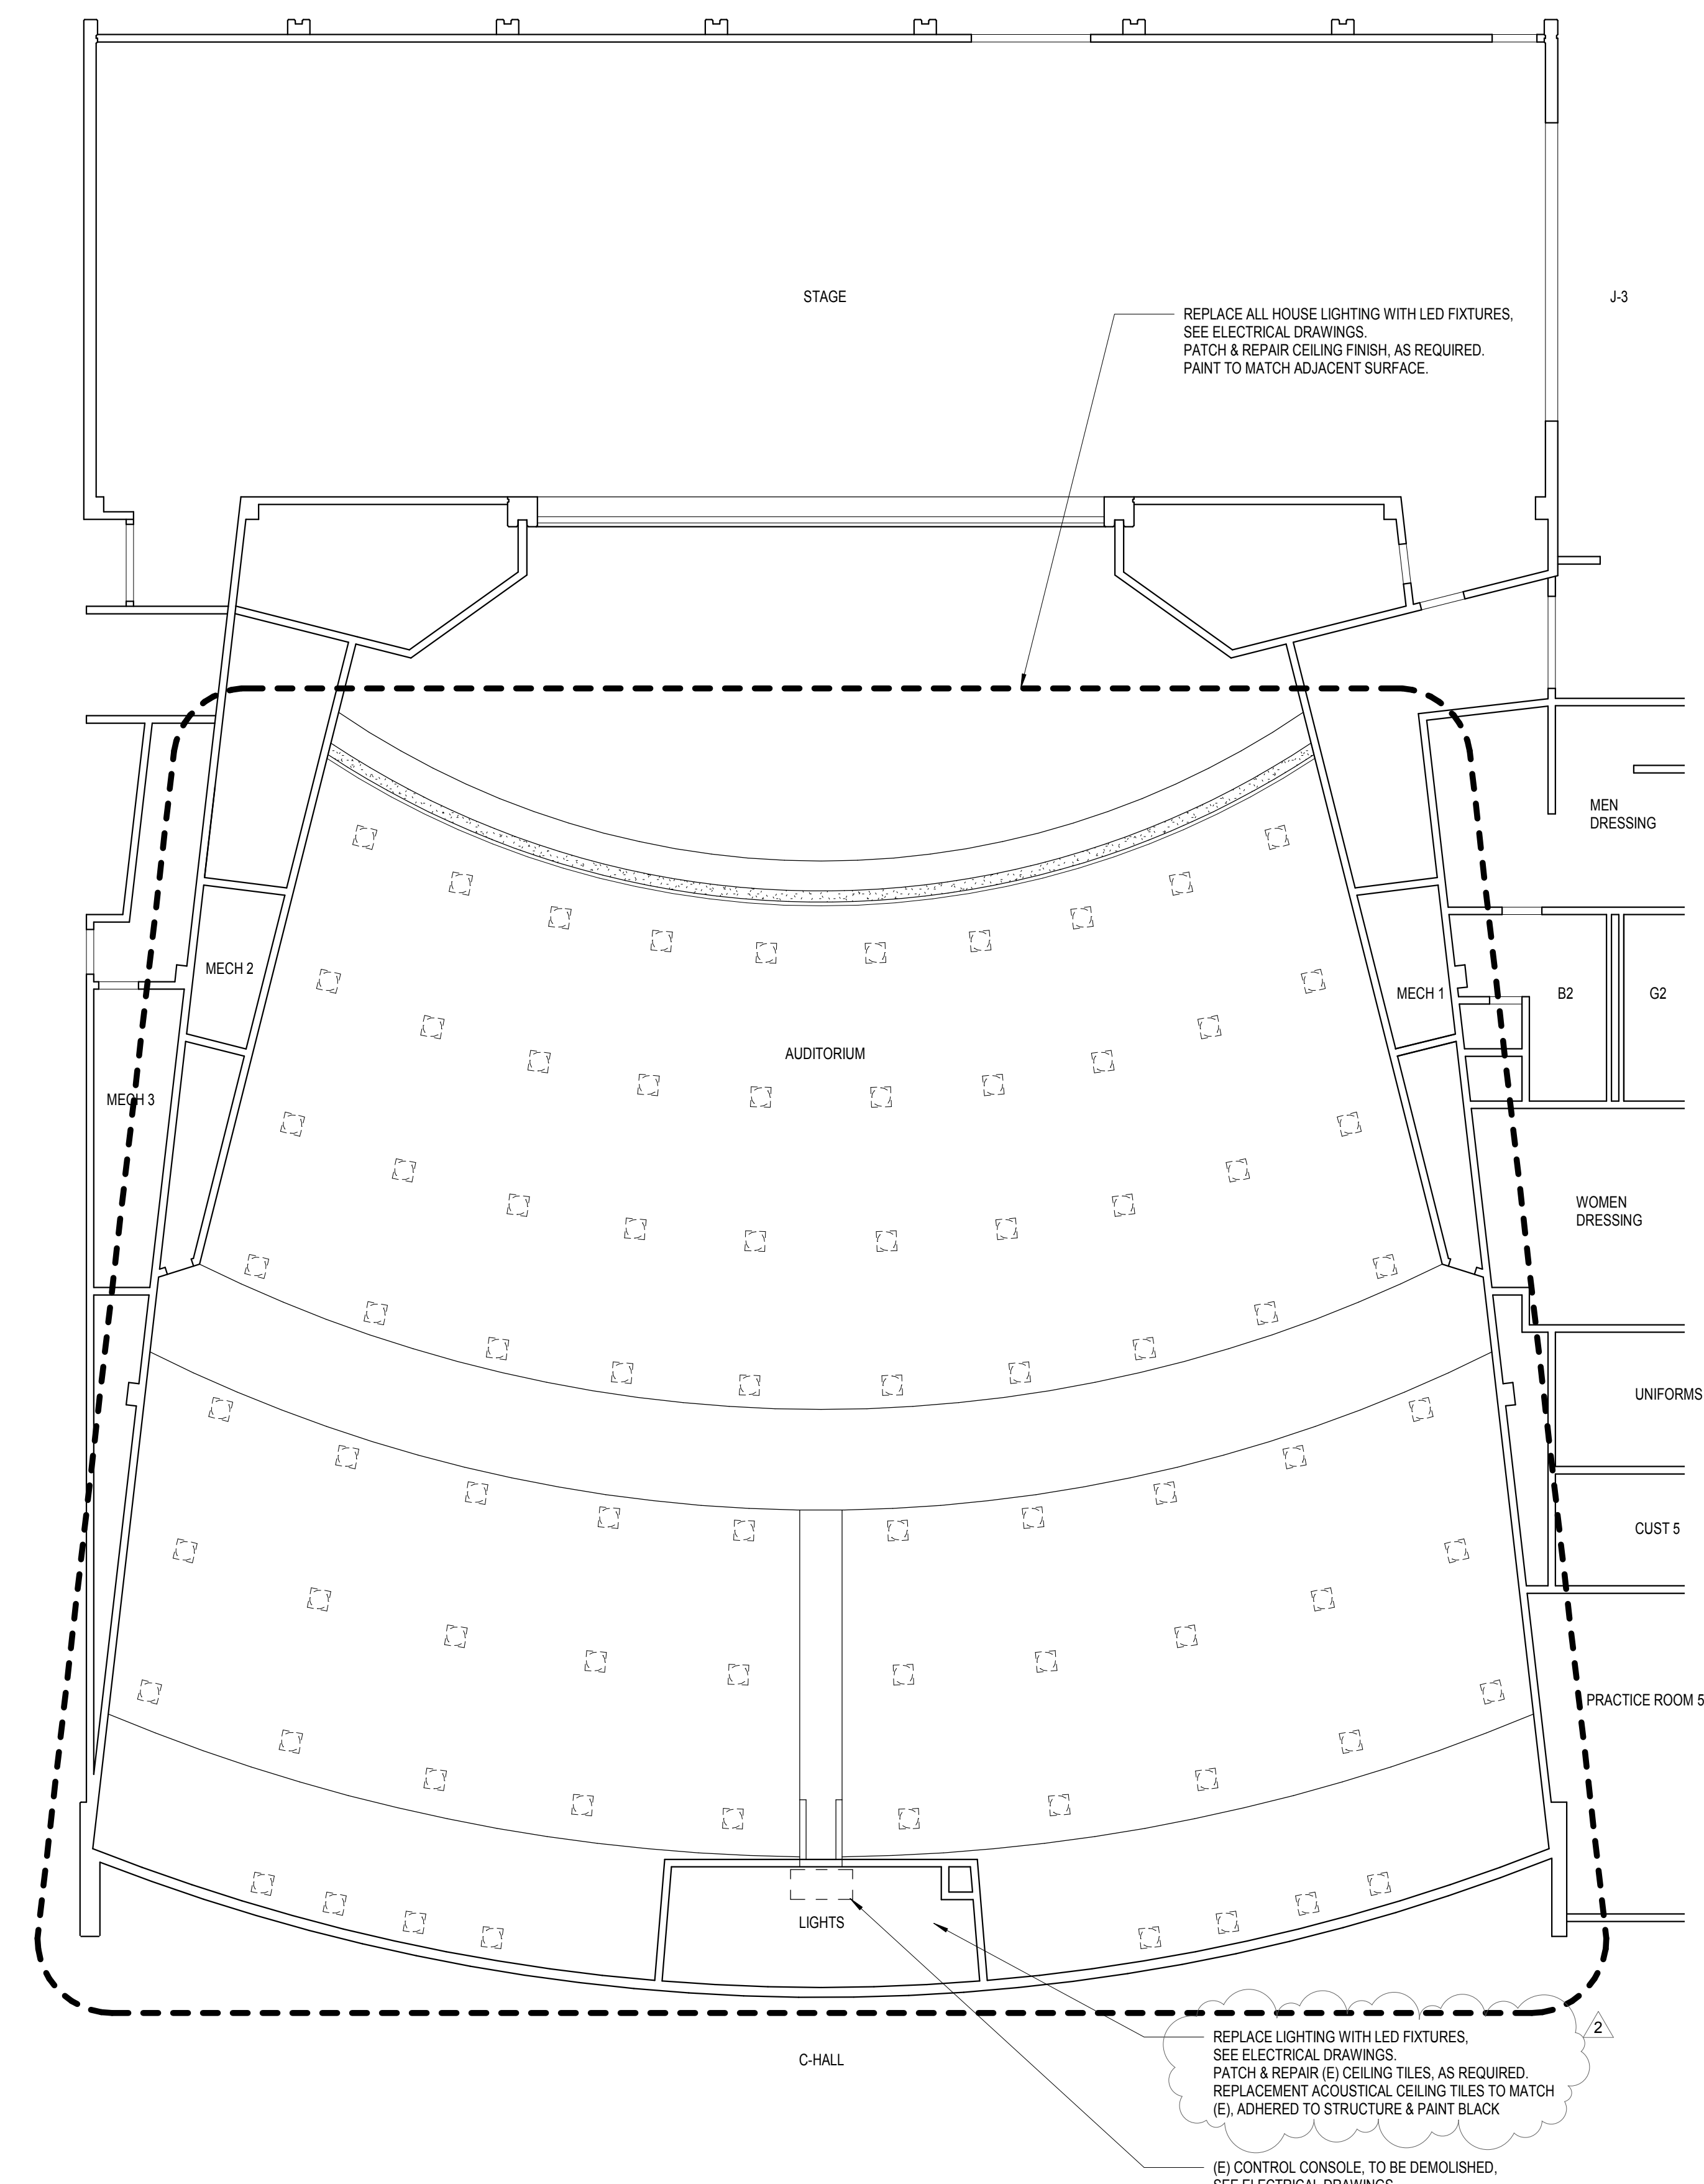 STAGE
J-3
REPLACE ALL HOUSE LIGHTING WITH LED FIXTURES,
SEE ELECTRICAL DRAWINGS.
PATCH & REPAIR CEILING FINISH, AS REQUIRED.
PAINT TO MATCH ADJACENT SURFACE.
MEN
DRESSING
MECH 2
MECH 1
B2
G2
AUDITORIUM
MECH 3
WOMEN
DRESSING
UNIFORMS
CUST 5
PRACTICE ROOM 5
LIGHTS
C-HALL
2
REPLACE LIGHTING WITH LED FIXTURES,
SEE ELECTRICAL DRAWINGS.
PATCH & REPAIR (E) CEILING TILES, AS REQUIRED.
REPLACEMENT ACOUSTICAL CEILING TILES TO MATCH
(E), ADHERED TO STRUCTURE & PAINT BLACK
(E) CONTROL CONSOLE, TO BE DEMOLISHED,
SEE ELECTRICAL DRAWINGS